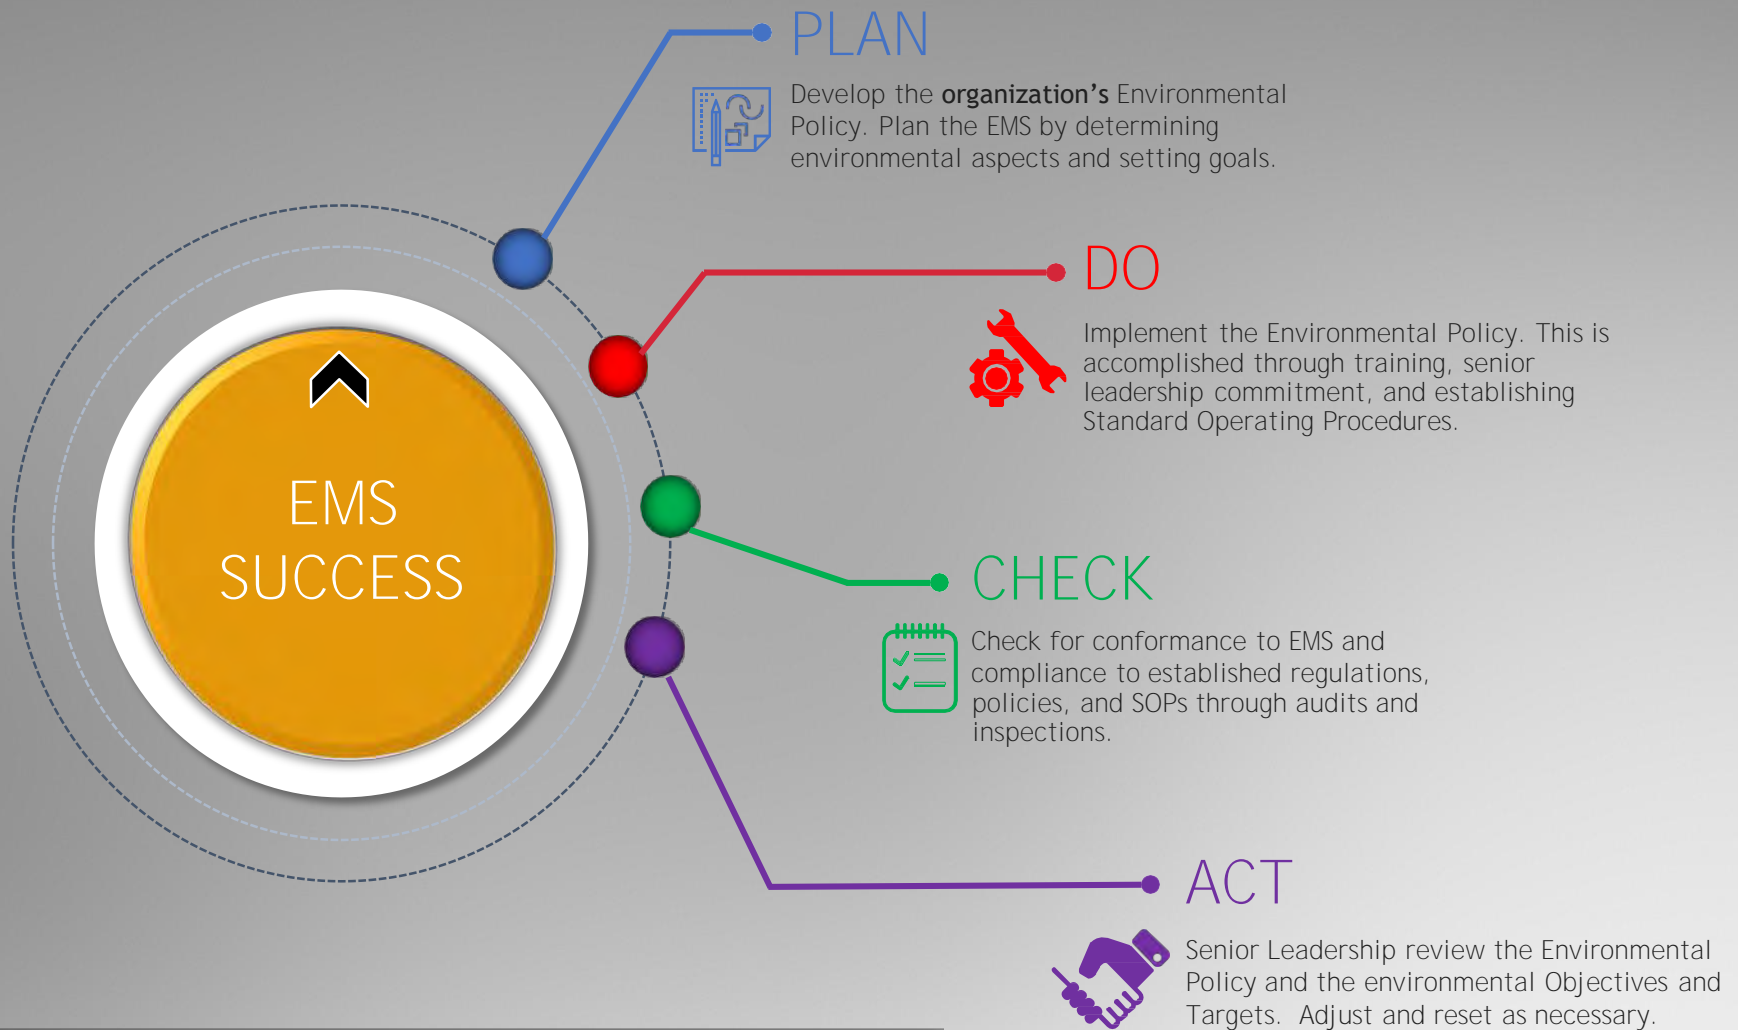 PLAN
Develop the organization’s Environmental
Policy. Plan the EMS by determining
environmental aspects and setting goals.
DO
Implement the Environmental Policy. This is
accomplished through training, senior
leadership commitment, and establishing
Standard Operating Procedures.
EMS
SUCCESS
CHECK
Check for conformance to EMS and
compliance to established regulations,
policies, and SOPs through audits and
inspections.
ACT
Senior Leadership review the Environmental
Policy and the environmental Objectives and
Targets.  Adjust and reset as necessary.